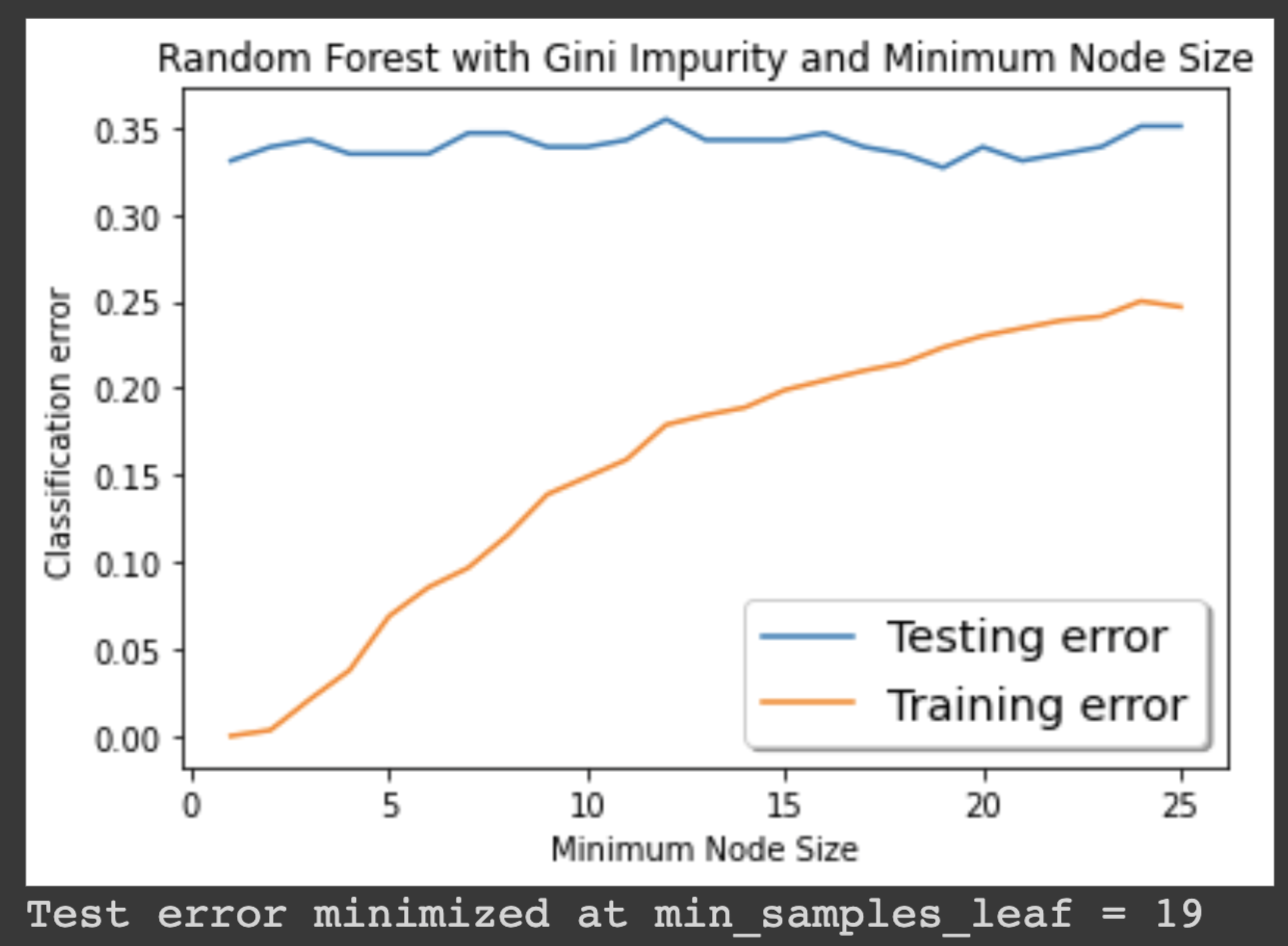 Random Forest with Gini Impurity and Minimum Node Size
Classification error
0.35
0.30
0.25
0.20
0.15
0.10
0.05
0.00
Testing error
Training error
0 5 10 15 20 25
Minimum Node Size
Test error minimized at min_samples_leaf = 19